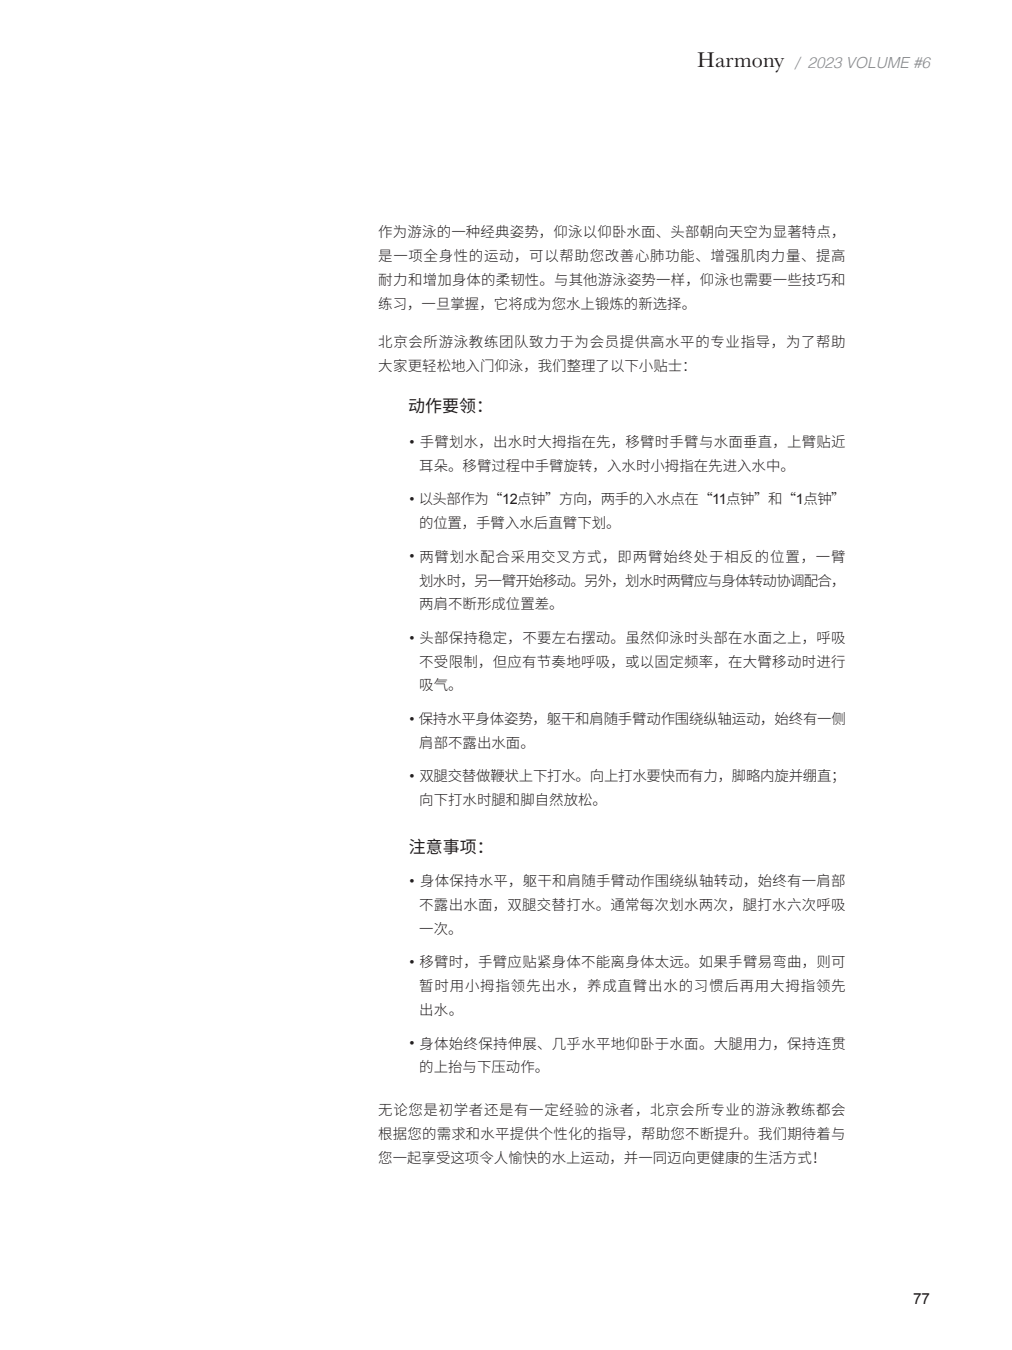 Harmony / 2023 VOLUME #6
作为游泳的一种经典姿势，仰泳以仰卧水面、头部朝向天空为显著特点，
是一项全身性的运动，可以帮助您改善心肺功能、增强肌肉力量、提高
耐力和增加身体的柔韧性。与其他游泳姿势一样，仰泳也需要一些技巧和
练习，一旦掌握，它将成为您水上锻炼的新选择。
北京会所游泳教练团队致力于为会员提供高水平的专业指导，为了帮助
大家更轻松地入门仰泳，我们整理了以下小贴士：
动作要领：
• 手臂划水，出水时大拇指在先，移臂时手臂与水面垂直，上臂贴近
耳朵。移臂过程中手臂旋转，入水时小拇指在先进入水中。
• 以头部作为“12点钟”方向，两手的入水点在“11点钟”和“1点钟”
的位置，手臂入水后直臂下划。
• 两臂划水配合采用交叉方式，即两臂始终处于相反的位置，一臂
划水时，另一臂开始移动。另外，划水时两臂应与身体转动协调配合，
两肩不断形成位置差。
• 头部保持稳定，不要左右摆动。虽然仰泳时头部在水面之上，呼吸
不受限制，但应有节奏地呼吸，或以固定频率，在大臂移动时进行
吸气。
• 保持水平身体姿势，躯干和肩随手臂动作围绕纵轴运动，始终有一侧
肩部不露出水面。
• 双腿交替做鞭状上下打水。向上打水要快而有力，脚略内旋并绷直；
向下打水时腿和脚自然放松。
注意事项：
• 身体保持水平，躯干和肩随手臂动作围绕纵轴转动，始终有一肩部
不露出水面，双腿交替打水。通常每次划水两次，腿打水六次呼吸
一次。
• 移臂时，手臂应贴紧身体不能离身体太远。如果手臂易弯曲，则可
暂时用小拇指领先出水，养成直臂出水的习惯后再用大拇指领先
出水。
• 身体始终保持伸展、几乎水平地仰卧于水面。大腿用力，保持连贯
的上抬与下压动作。
无论您是初学者还是有一定经验的泳者，北京会所专业的游泳教练都会
根据您的需求和水平提供个性化的指导，帮助您不断提升。我们期待着与
您一起享受这项令人愉快的水上运动，并一同迈向更健康的生活方式！
77